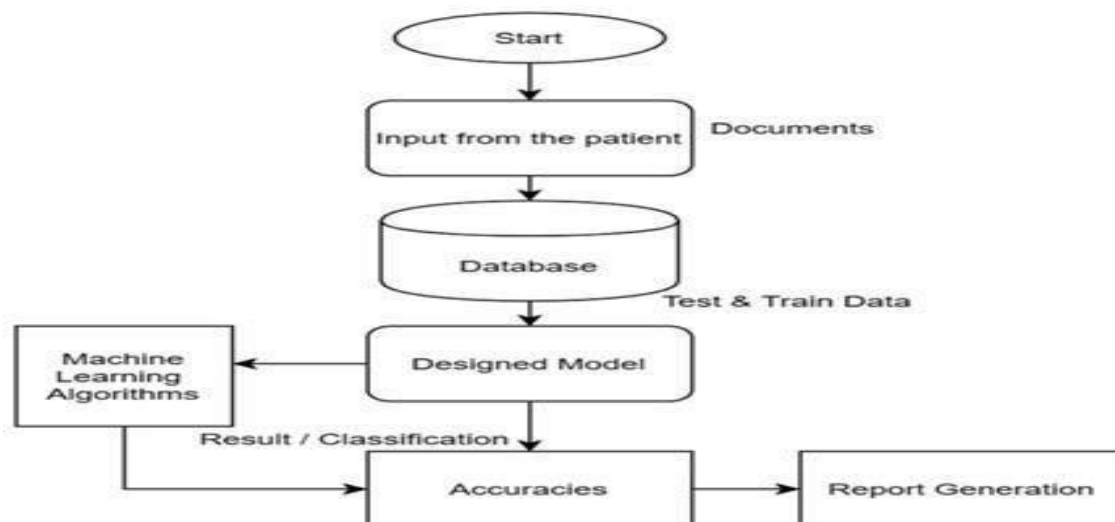 Start
Input from the patient
Documents
Database
Test & Train Data
Machine
Learning
Algorithms
Designed Model
Result / Classification
Accuracies
Report Generation